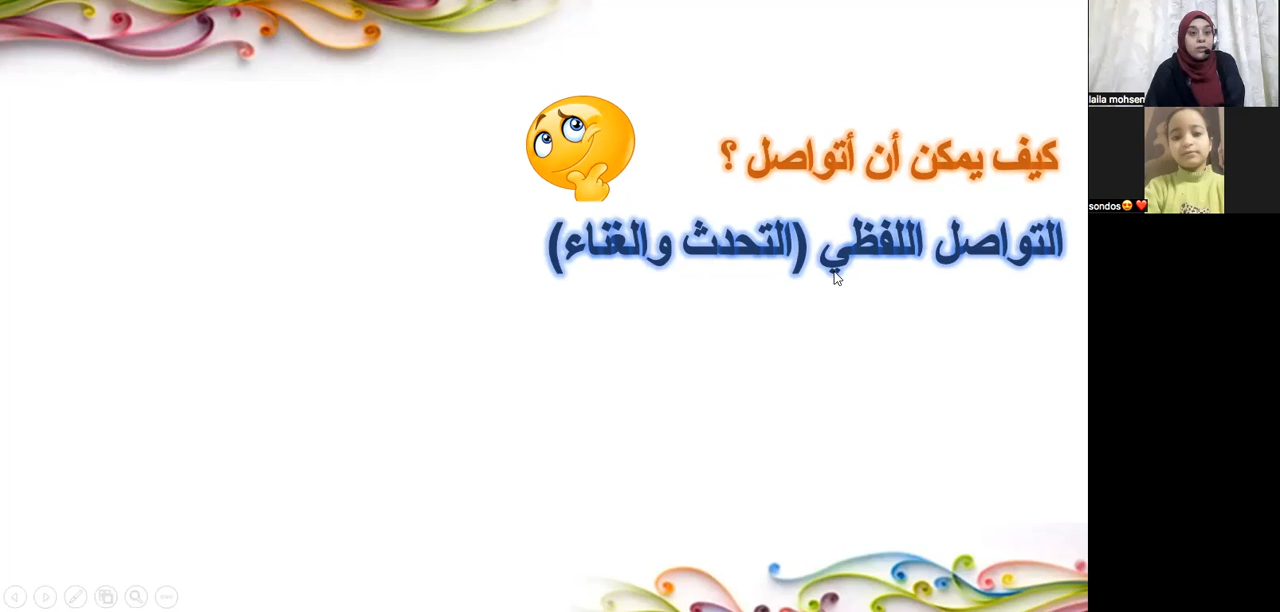 كيف يمكن أن أتواصل ؟
التواصل اللفظي (التحدث والغناء)
laila mohsen
sondos😍❤️